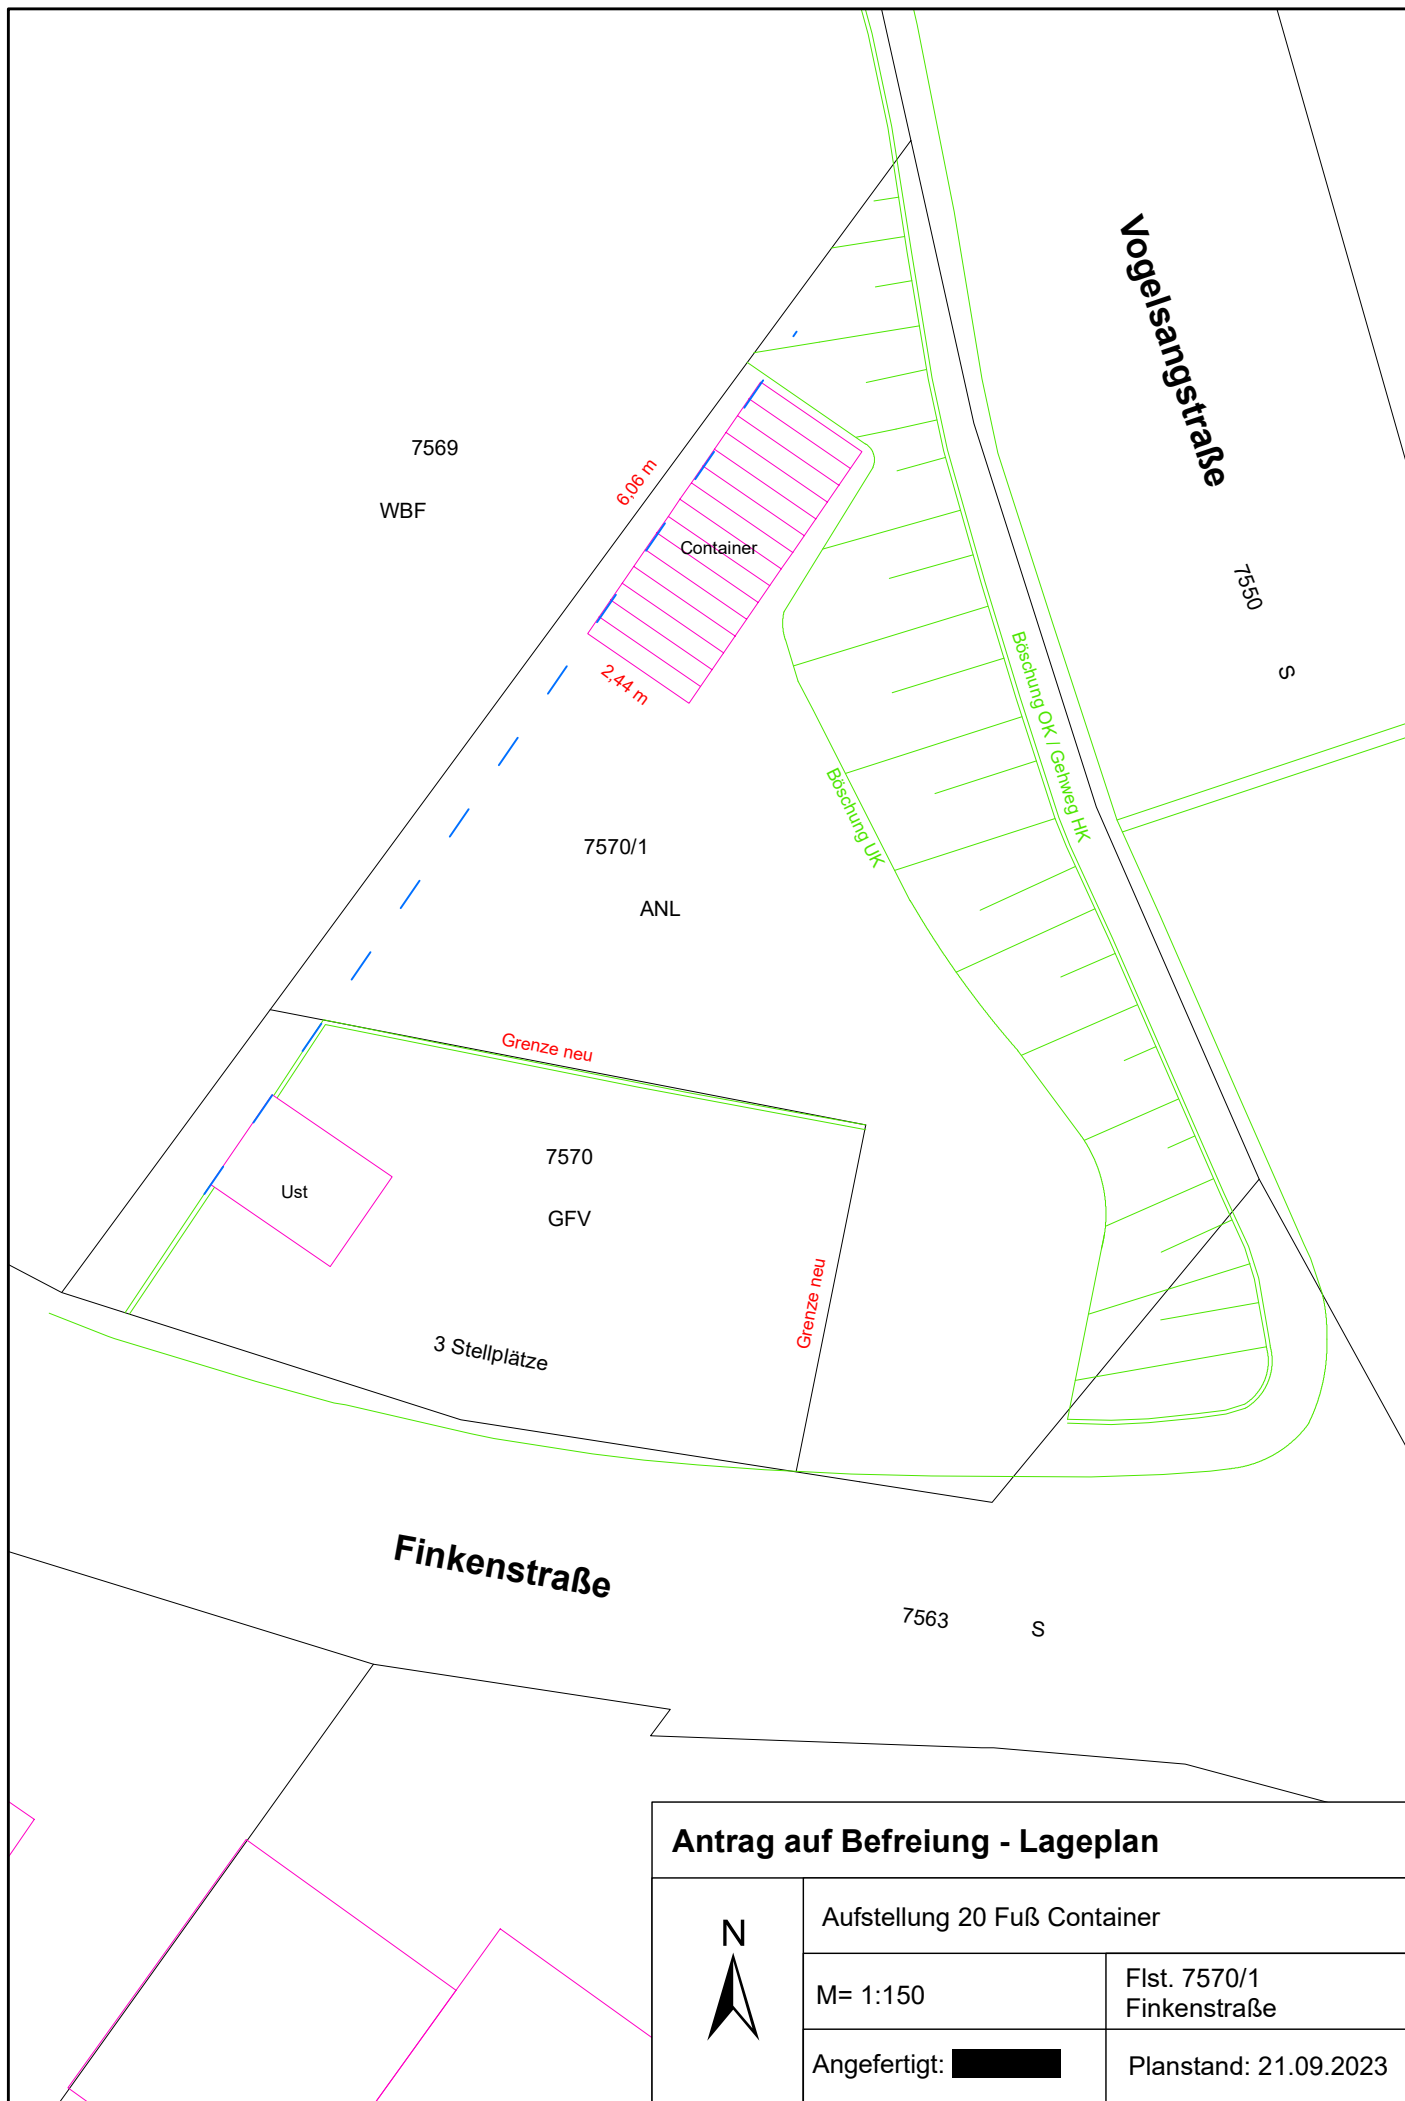 Vogelsangstraße
7569
6,06 m
WBF
Container
7550
S
2,44 m
Böschung OK / Gehweg HK
Böschung UK
7570/1
ANL
Grenze neu
7570
Ust
GFV
Grenze neu
3 Stellplätze
Finkenstraße
7563
S
Antrag auf Befreiung - Lageplan
N
Aufstellung 20 Fuß Container
M= 1:150
Flst. 7570/1
Finkenstraße
Angefertigt:
Planstand: 21.09.2023